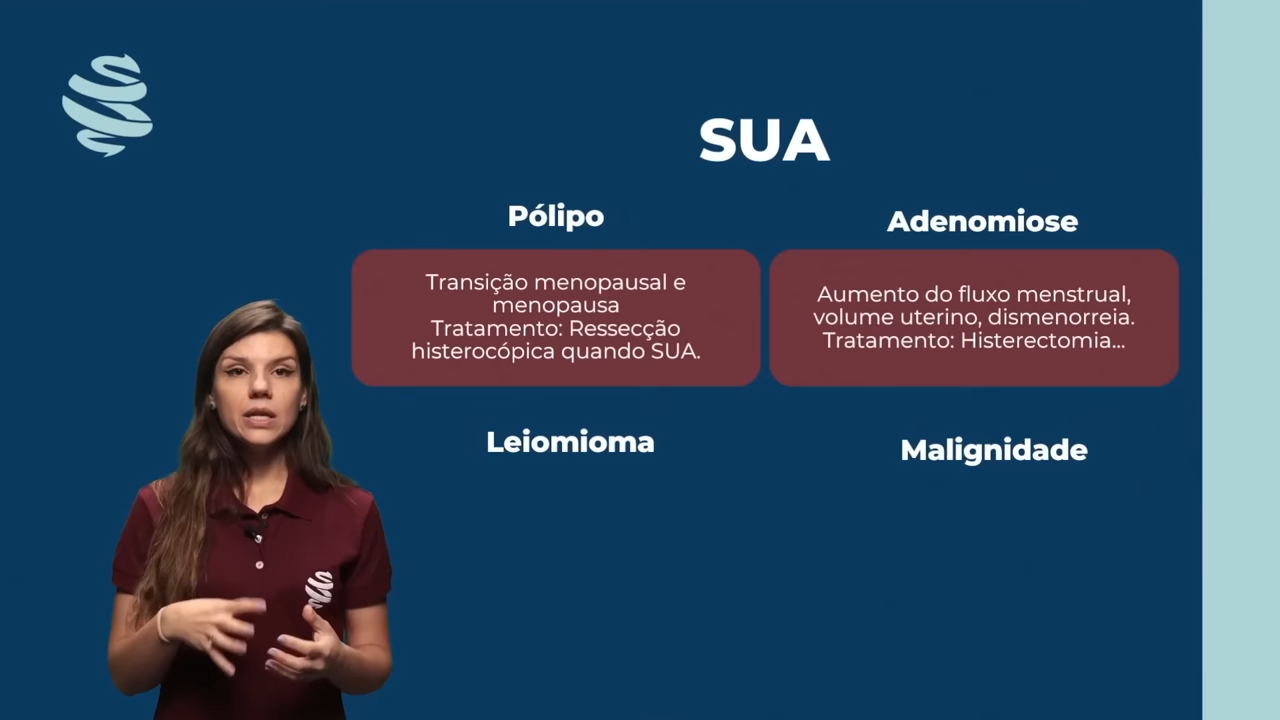 SUA
Pólipo
Transição menopausal e
menopausa
Tratamento: Ressecção
histerocópica quando SUA.
Adenomiose
Aumento do fluxo menstrual,
volume uterino, dismenorreia.
Tratamento: Histerectomia...
Leiomioma
Malignidade